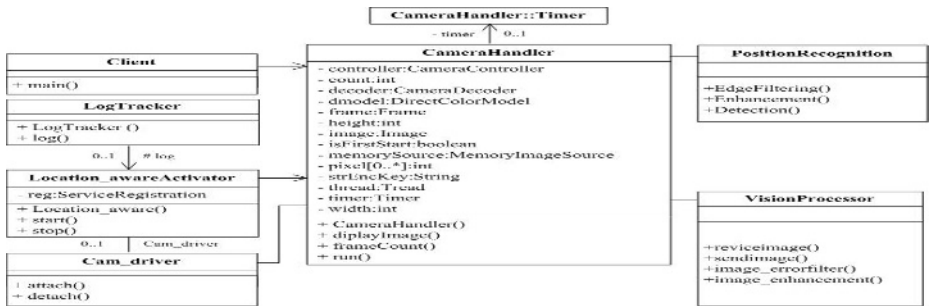 CameraHandler::Timer
- timer 0..1
Client
+ main()
LogTracker
+ LogTracker ()
+ log()
0..1 # log
Location_awareActivator
- reg:ServiceRegistration
+ Location_aware()
+ start()
+ stop()
0..1 Cam_driver
Cam_driver
+ attach()
+ detach()
CameraHandler
- controller:CameraController
- count:int
- decoder:CameraDecoder
- dmodel:DirectColorModel
- frame:Frame
- height:int
- image:Image
- isFirstStart:boolean
- memorySource:MemoryImageSource
- pixel[0..*]:int
- strEncKey:String
- thread:Tread
- timer:Timer
- width:int
+ CameraHandler()
+ diplayImage()
+ frameCount()
+ run()
PositionRecognition
+EdgeFiltering()
+Enhancement()
+Detection()
VisionProcessor
+reviceimage()
+sendimage()
+image_errorfilter()
+image_enhancement()